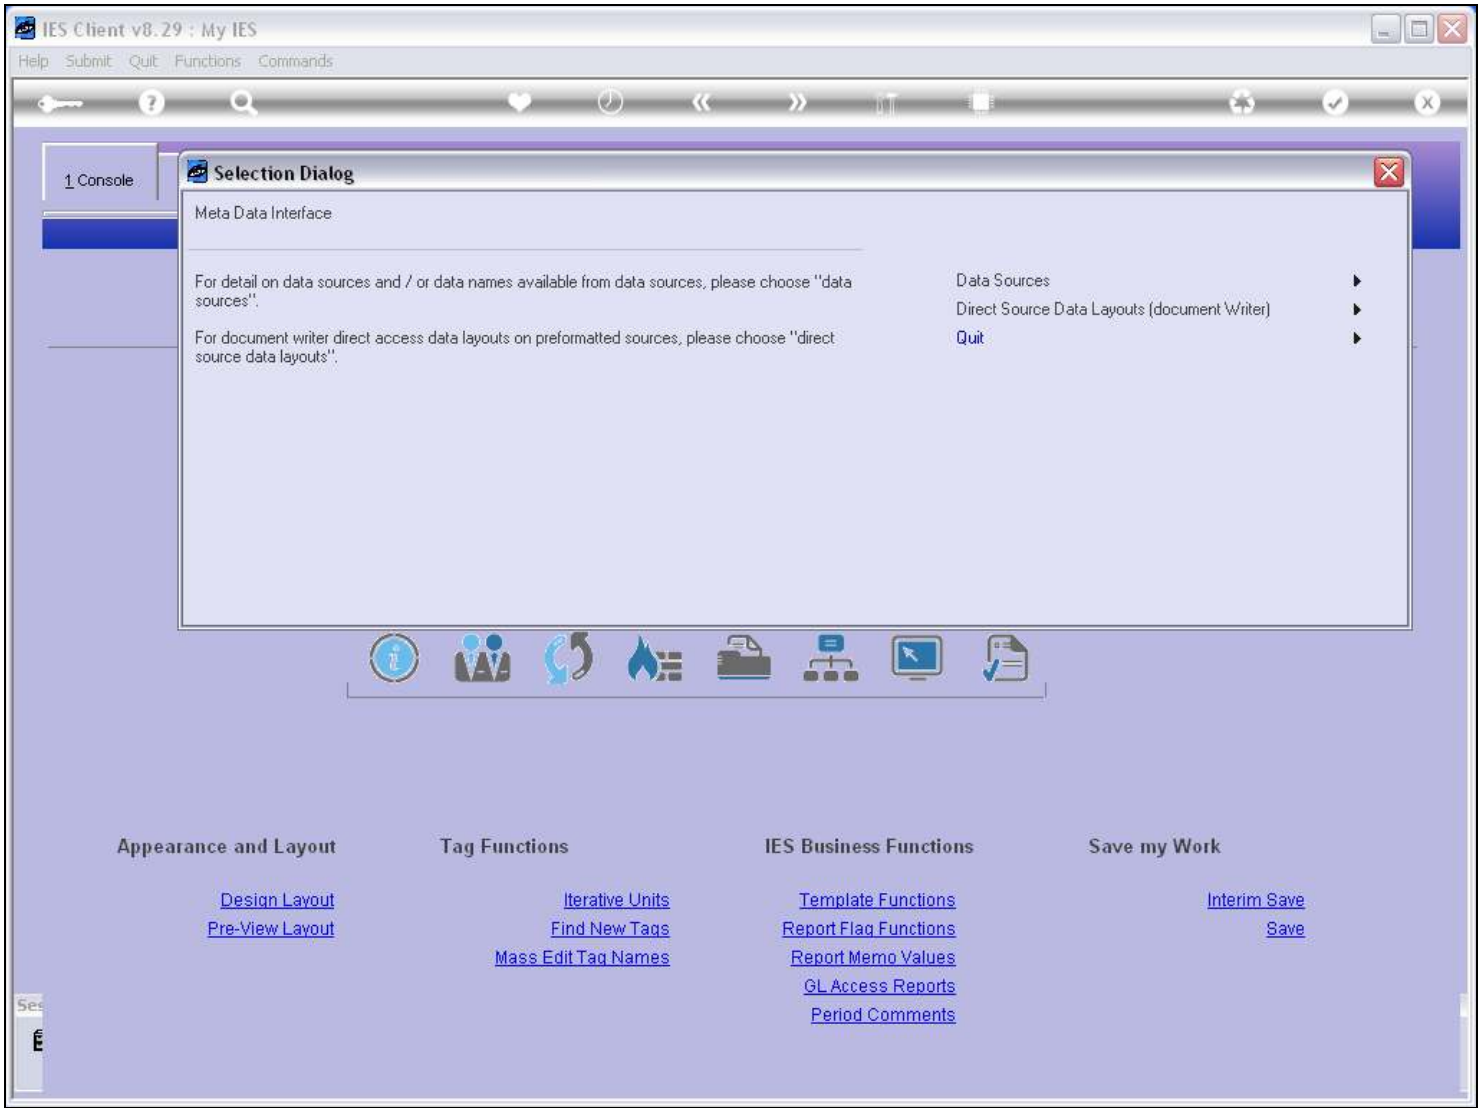 IES Client v8.29 : My IES
Help Submit Quit Functions Commands
1 Console
Selection Dialog
Meta Data Interface
For detail on data sources and / or data names available from data sources, please choose "data
sources".
For document writer direct access data layouts on preformatted sources, please choose "direct
source data layouts".
Data Sources
Direct Source Data Layouts (document Writer)
Quit
Appearance and Layout
Design Layout
Pre-View Layout
Tag Functions
Iterative Units
Find New Tags
Mass Edit Tag Names
IES Business Functions
Template Functions
Report Flag Functions
Report Memo Values
GL Access Reports
Period Comments
Save my Work
Interim Save
Save
Ses